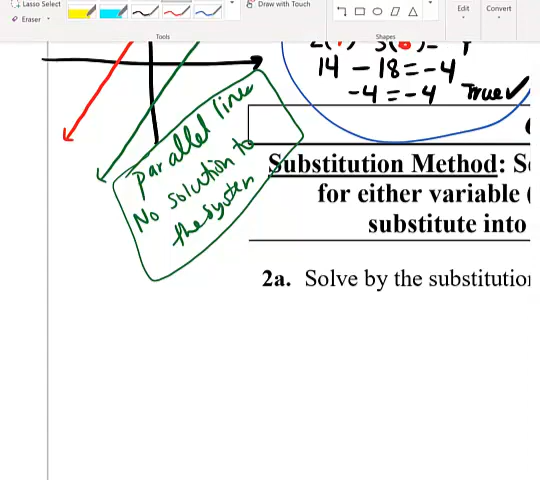 Lasso Select
Eraser
Tools
Draw with Touch
Shapes
Edit
Convert
14 - 18 = -4
-4 = -4 True ✓
Parallel line
No solution to
the system
Substitution Method: S
for either variable (
substitute into
2a. Solve by the substitution